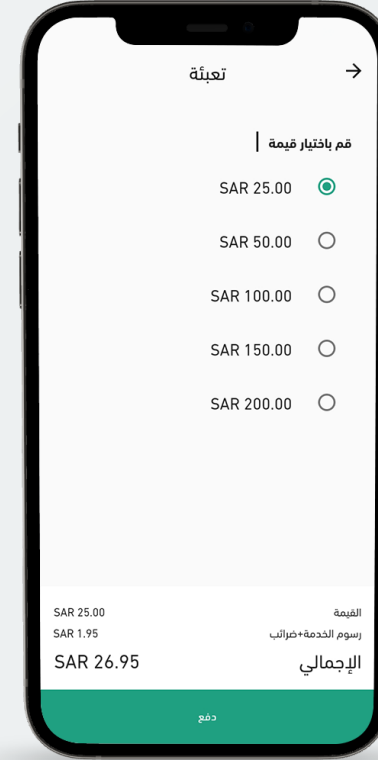 تعبئة
قم باختيار قيمة
SAR 25.00
SAR 50.00
SAR 100.00
SAR 150.00
SAR 200.00
القيمة SAR 25.00
رسوم الخدمة+ضرائب SAR 1.95
الإجمالي SAR 26.95
دفع